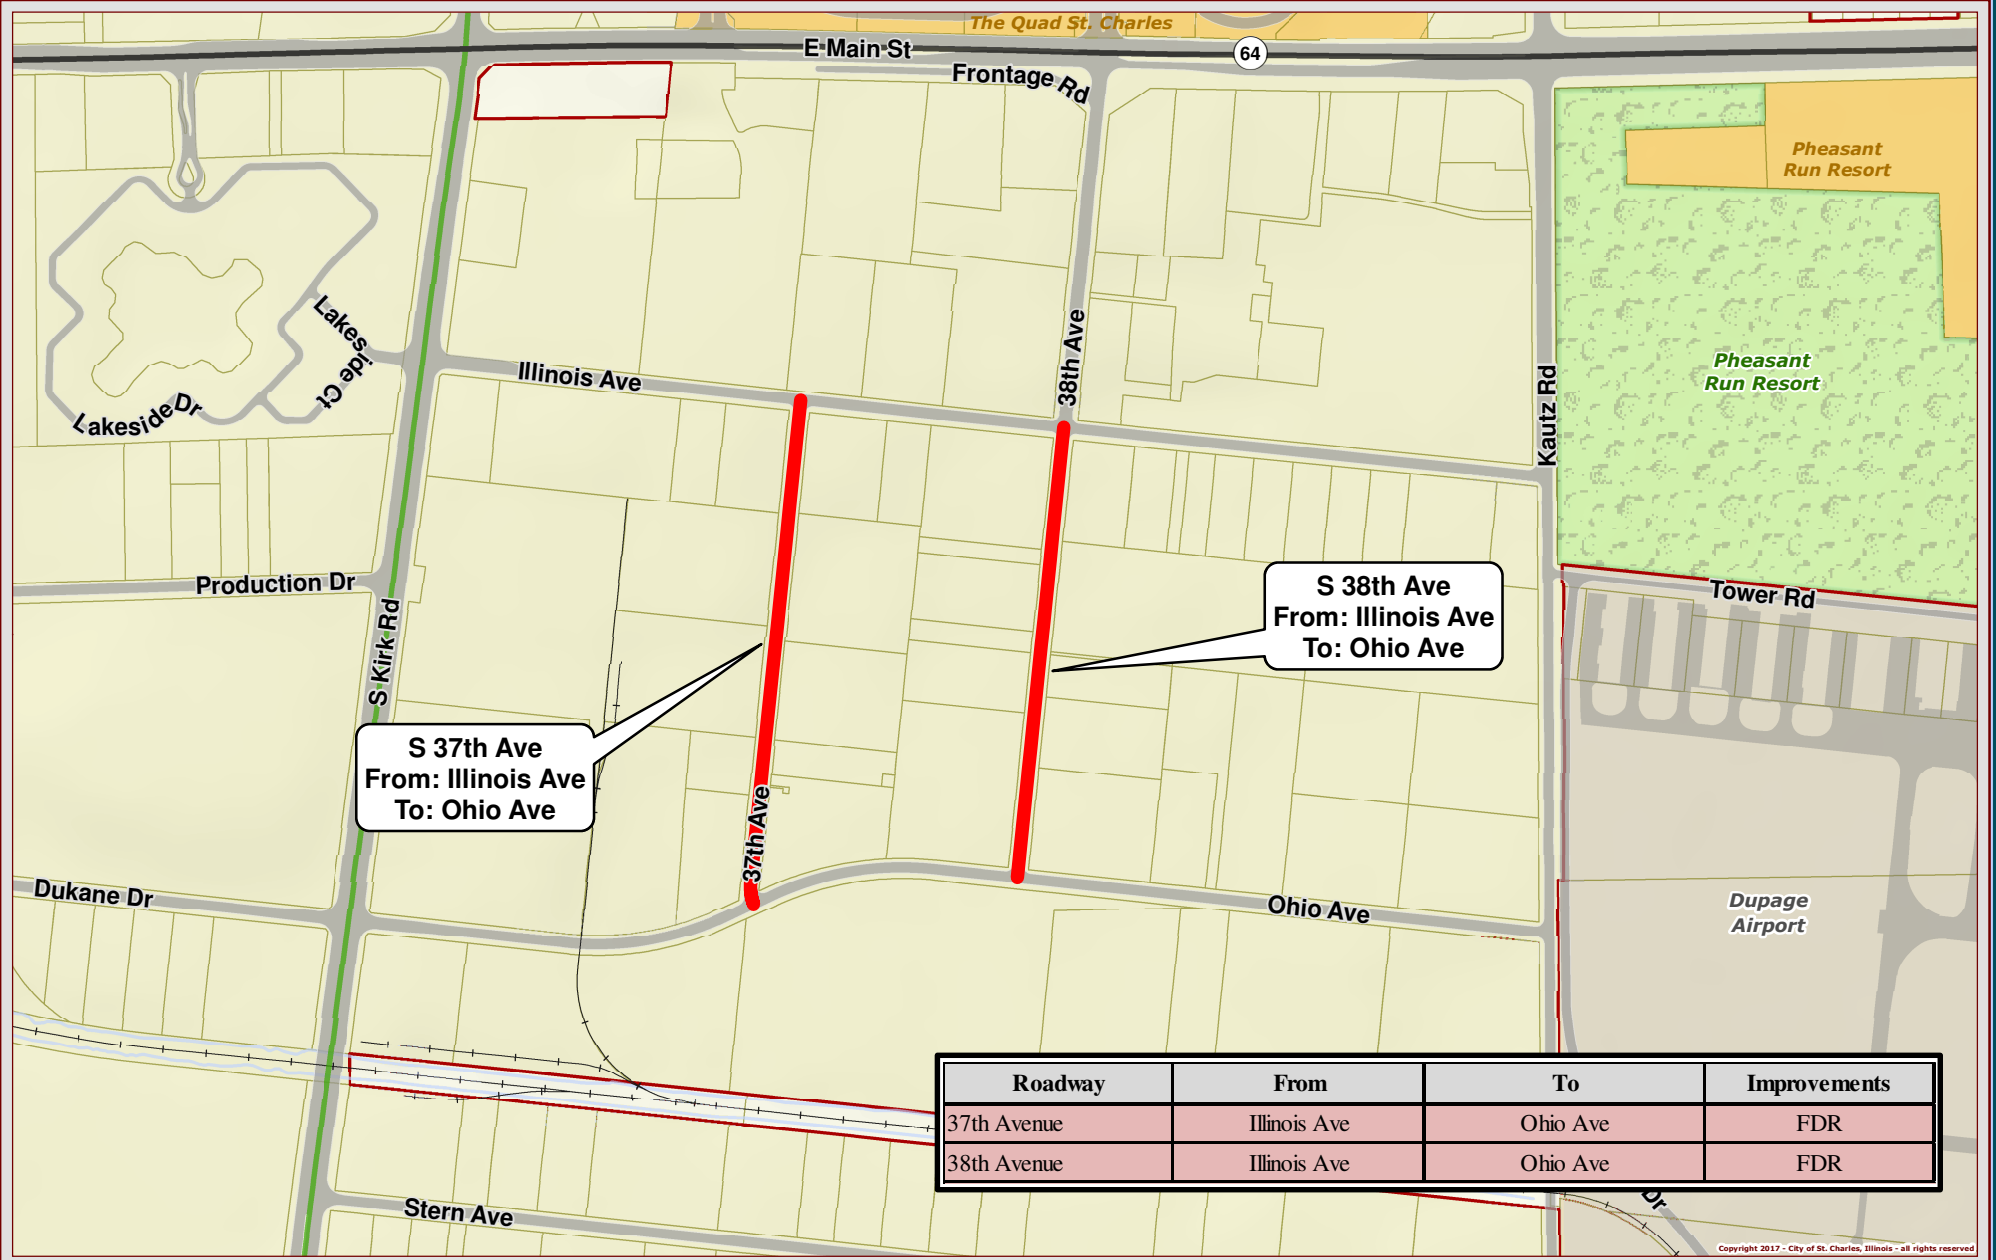 The Quad St. Charles
E Main St
64
Frontage Rd
Pheasant
Run Resort
Lakeside Ct
Lakeside Dr
Illinois Ave
38th Ave
Kautz Rd
Pheasant
Run Resort
Production Dr
S Kirk Rd
Tower Rd
S 38th Ave
From: Illinois Ave
To: Ohio Ave
S 37th Ave
From: Illinois Ave
To: Ohio Ave
37th Ave
Dukane Dr
Ohio Ave
Dupage
Airport
Roadway From To Improvements
37th Avenue Illinois Ave Ohio Ave FDR
38th Avenue Illinois Ave Ohio Ave FDR
Dr
Stern Ave
Copyright 2017 - City of St. Charles, Illinois - all rights reserved